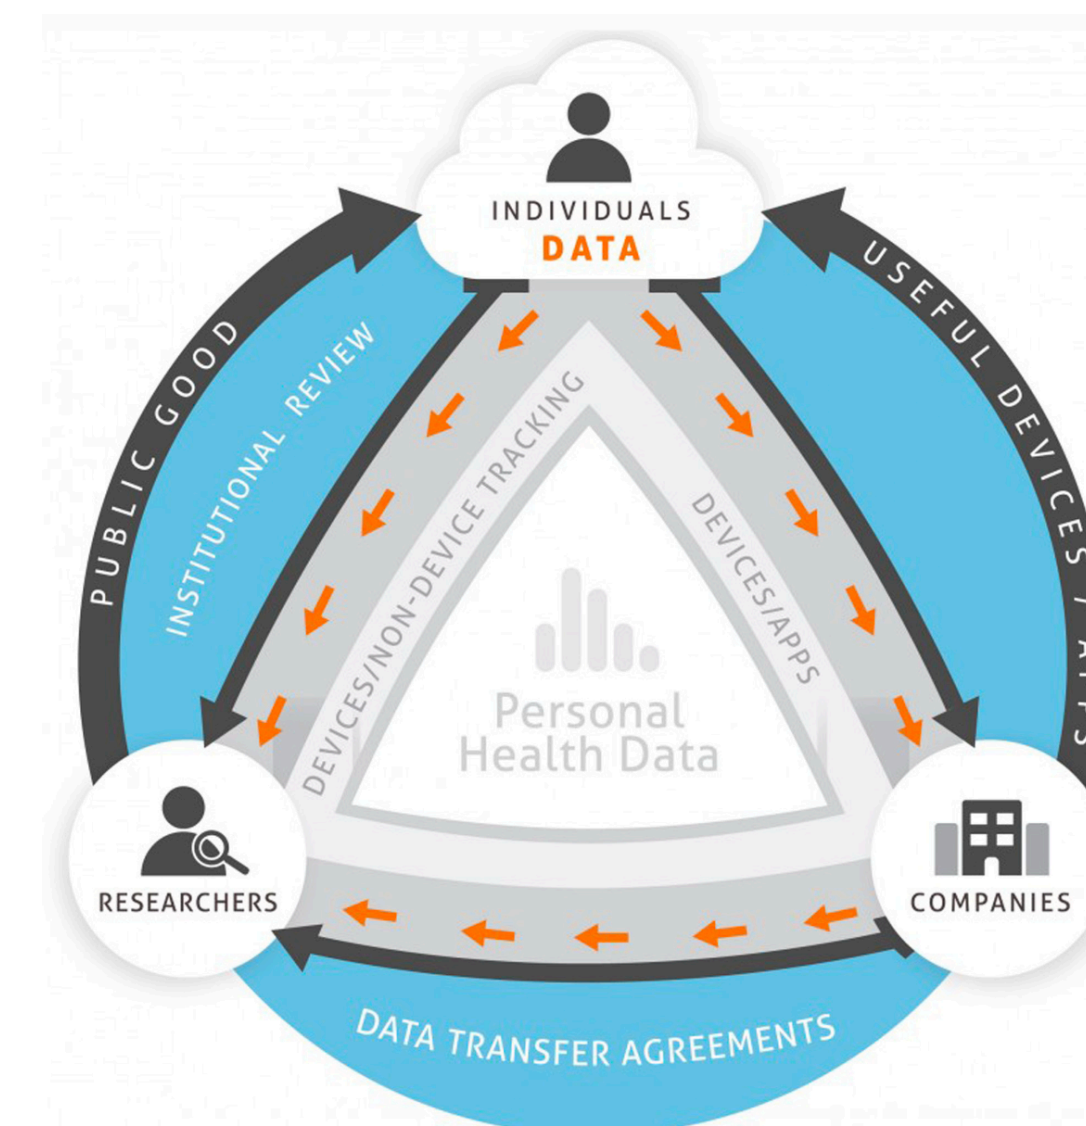 INDIVIDUALS
DATA
PUBLIC GOOD
INSTITUTIONAL REVIEW
USEFUL DEVICES / APPS
DEVICES/NON-DEVICE TRACKING
DEVICES/APPS
Personal
Health Data
RESEARCHERS
COMPANIES
DATA TRANSFER AGREEMENTS